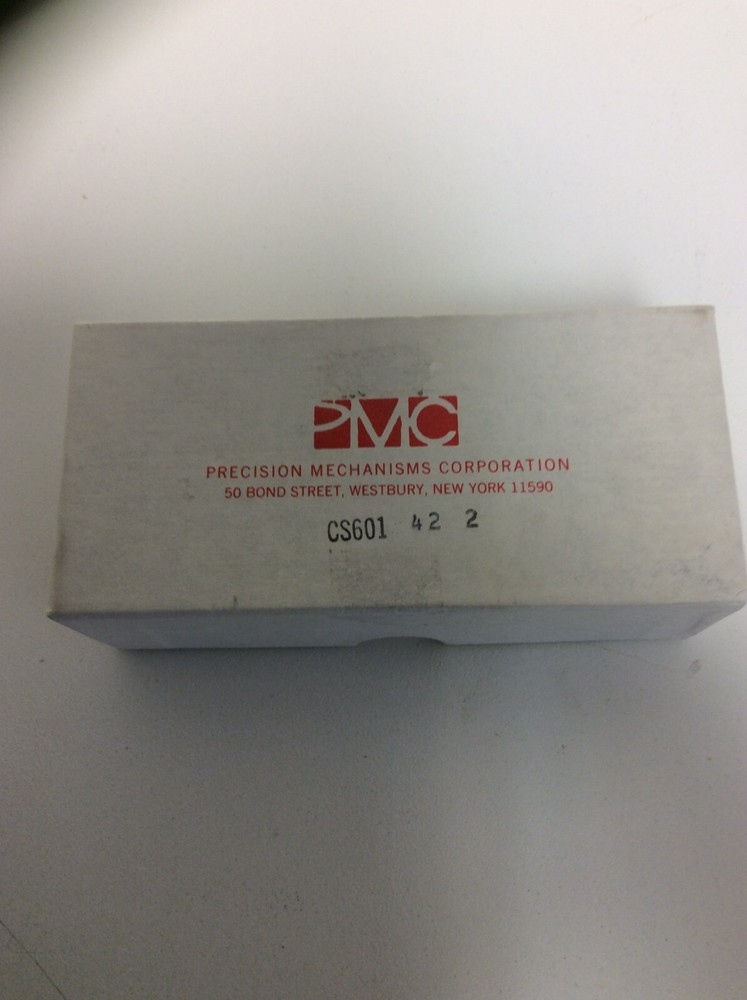 PMC
PRECISION MECHANISMS CORPORATION
50 BOND STREET, WESTBURY, NEW YORK 11590
CS601 42 2